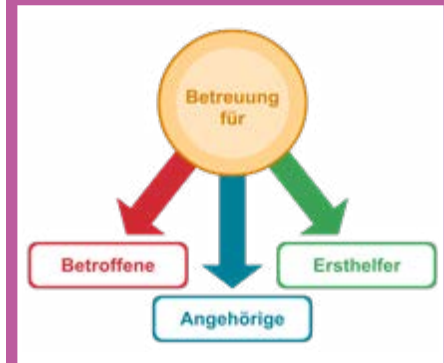 Betreuung
für
Betroffene
Ersthelfer
Angehörige